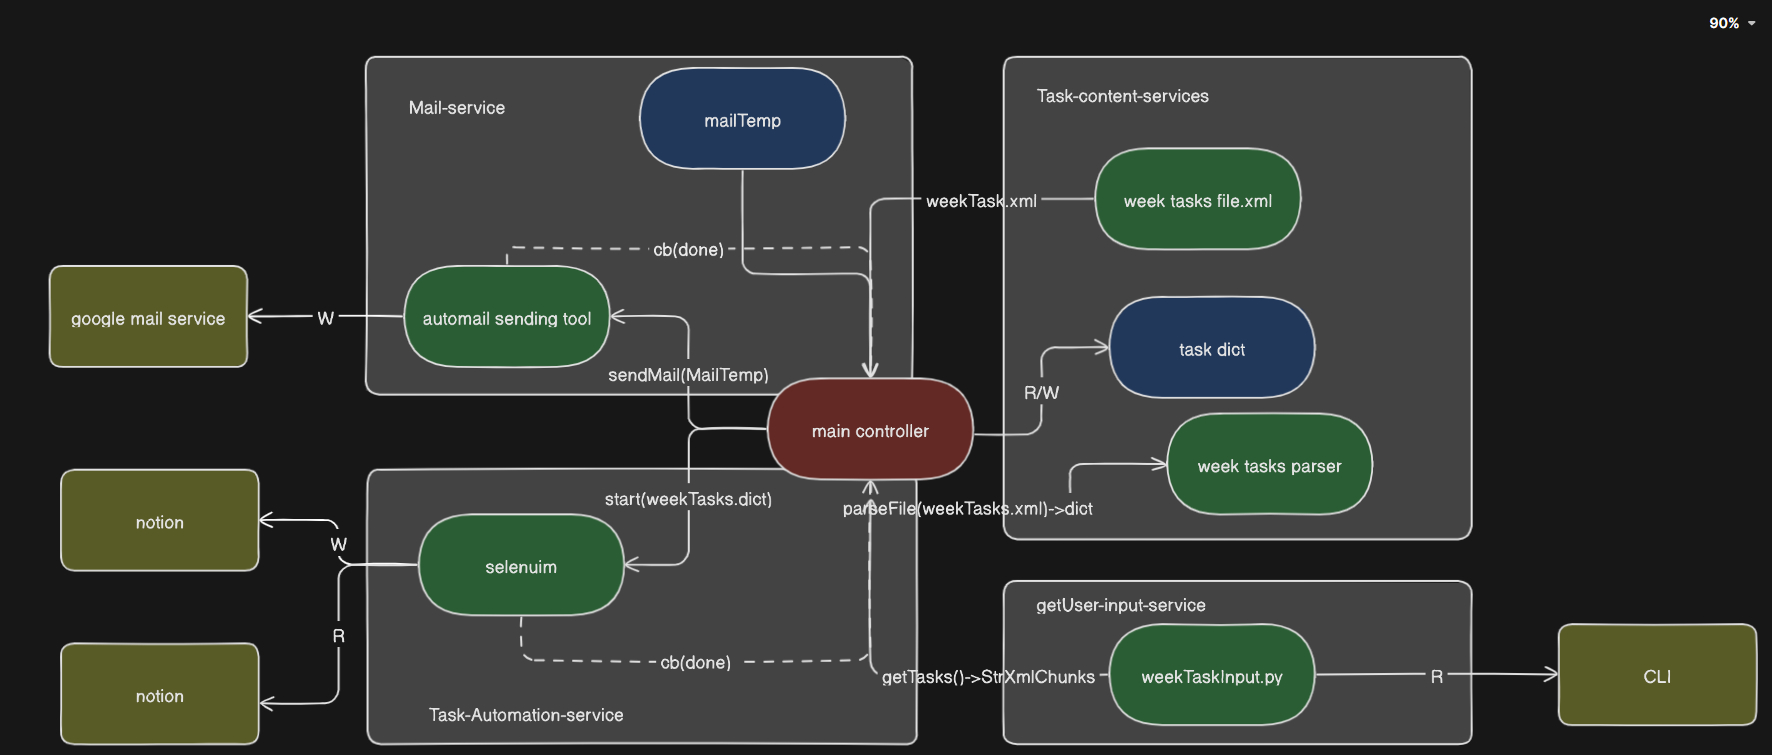 90%
Mail-service
mailTemp
Task-content-services
weekTask.xml
week tasks file.xml
cb(done)
google mail service
W
automail sending tool
task dict
sendMail(MailTemp)
R/W
main controller
week tasks parser
start(weekTasks.dict)
parseFile(weekTasks.xml)->dict
notion
W
selenuim
getUser-input-service
R
cb(done)
getTasks()->StrXmlChunks
weekTaskInput.py
R
CLI
notion
Task-Automation-service